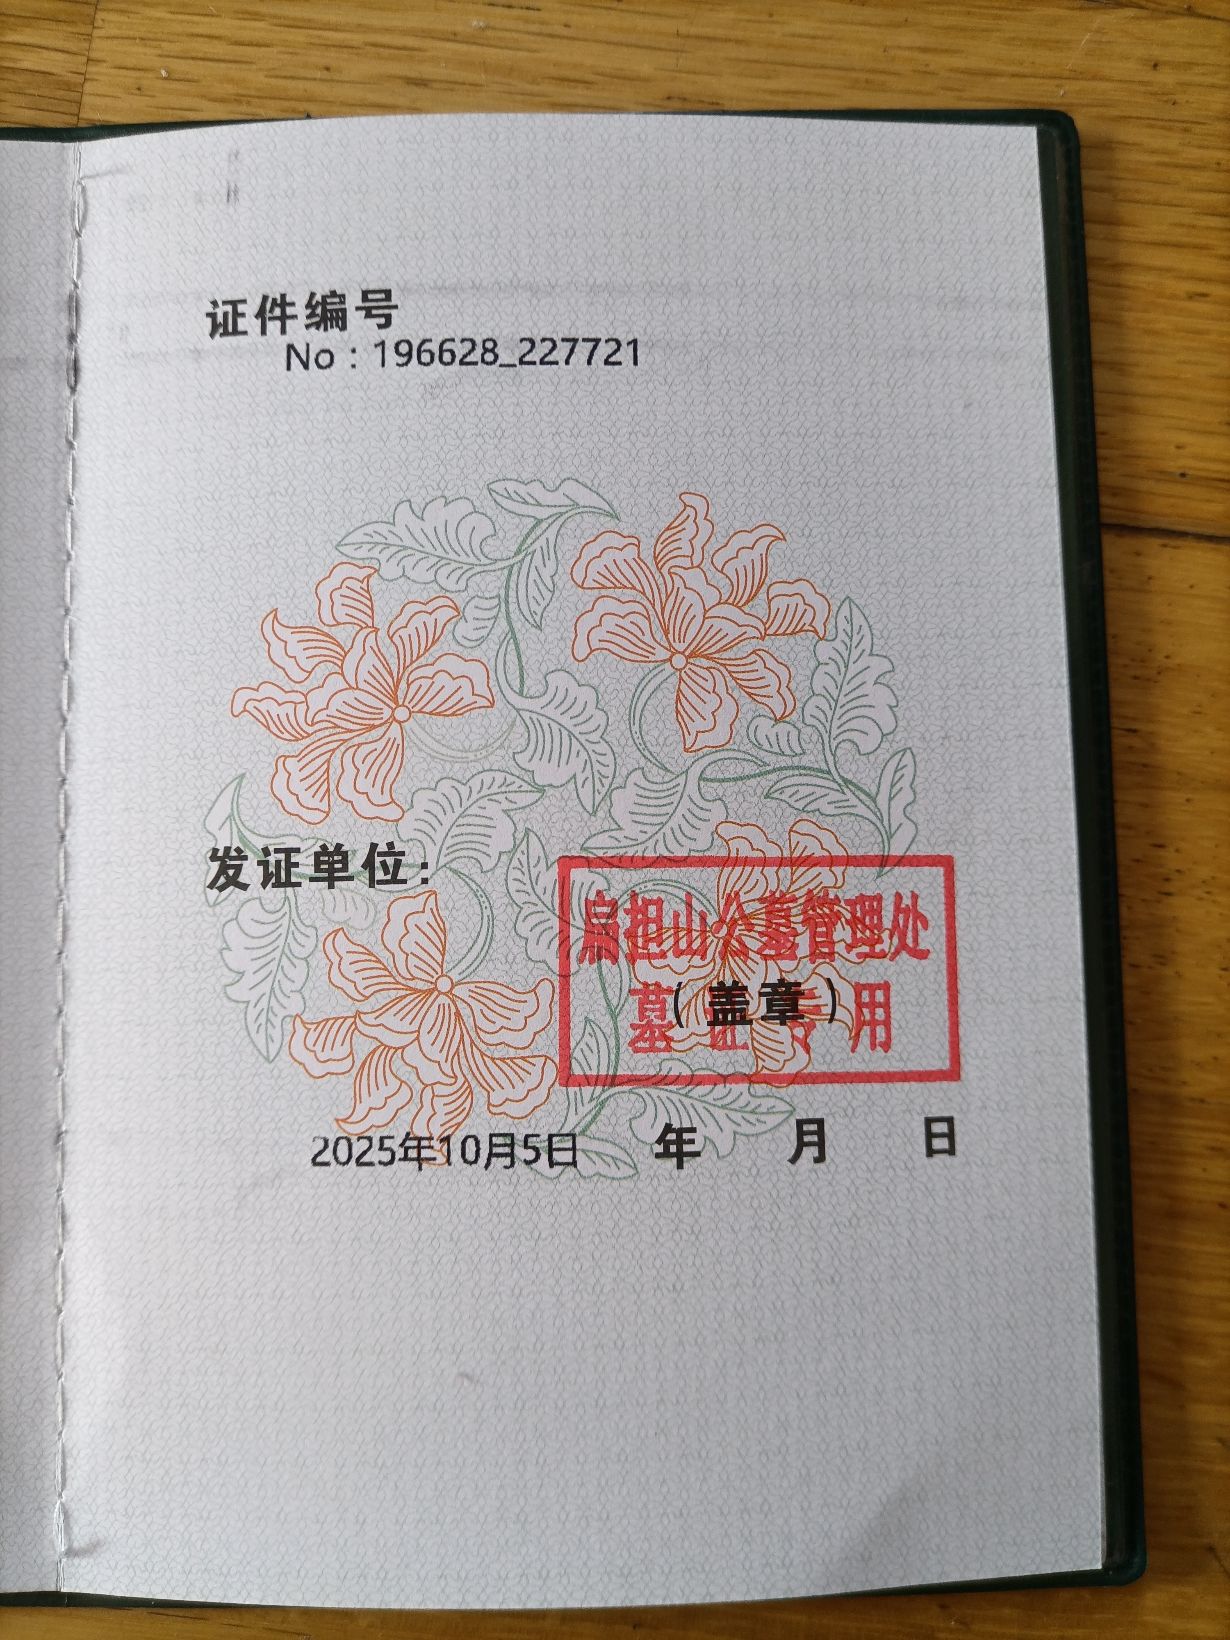 证件编号
No：196628_227721
发证单位：
扁担山公墓管理处
墓证专用
（盖章）
2025年10月5日 年 月 日